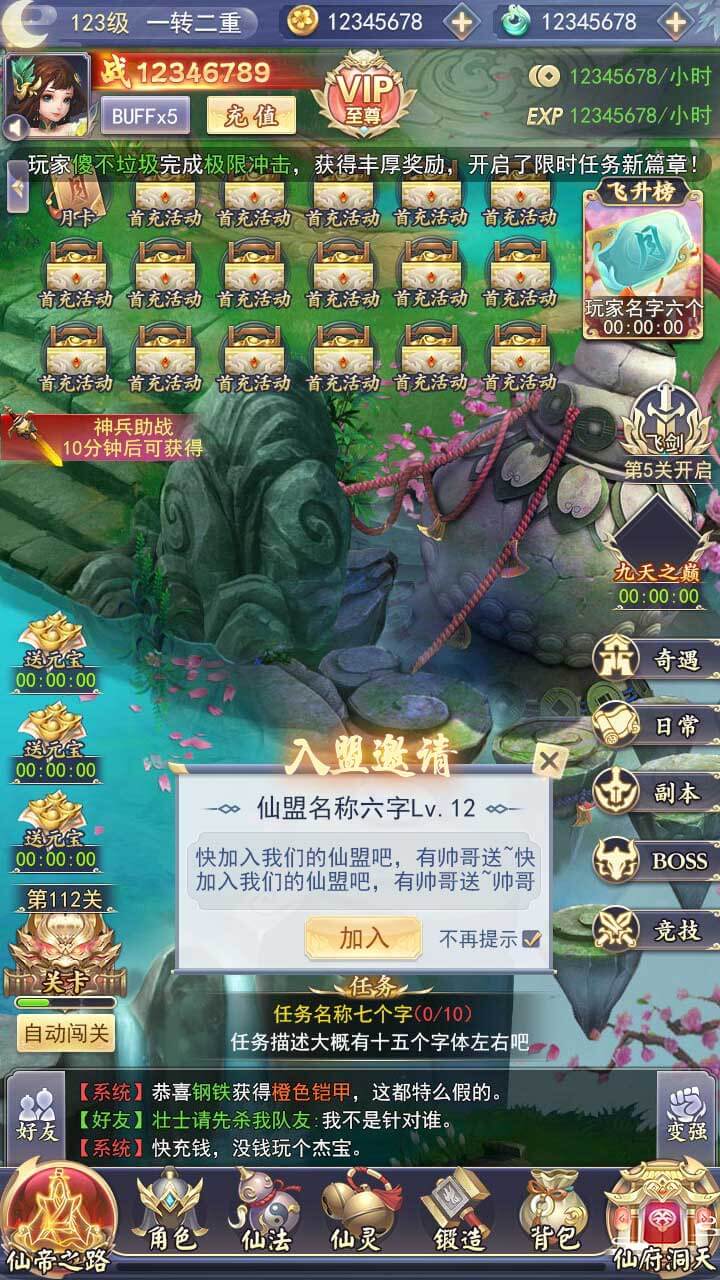 123级 一转二重
12345678
12345678
战12346789
VIP
至尊
12345678/小时
BUFFx5
充值
EXP 12345678/小时
玩家傻不垃圾完成极限冲击，获得丰厚奖励，开启了限时任务新篇章！
月卡
首充活动
首充活动
首充活动
首充活动
首充活动
飞升榜
首充活动
首充活动
首充活动
首充活动
首充活动
首充活动
玩家名字六个
00:00:00
首充活动
首充活动
首充活动
首充活动
首充活动
首充活动
神兵助战
10分钟后可获得
飞剑
第5关开启
九天之巅
00:00:00
送元宝
00:00:00
奇遇
送元宝
00:00:00
日常
副本
送元宝
00:00:00
BOSS
竞技
入盟邀请
仙盟名称六字Lv.12
快加入我们的仙盟吧，有帅哥送~快
加入我们的仙盟吧，有帅哥送~帅哥
加入
不再提示
第112关
关卡
自动闯关
任务
任务名称七个字(0/10)
任务描述大概有十五个字体左右吧
好友
【系统】恭喜钢铁获得橙色铠甲，这都特么假的。
【好友】壮士请先杀我队友:我不是针对谁。
【系统】快充钱，没钱玩个杰宝。
变强
仙帝之路
角色
仙法
仙灵
锻造
背包
仙府洞天